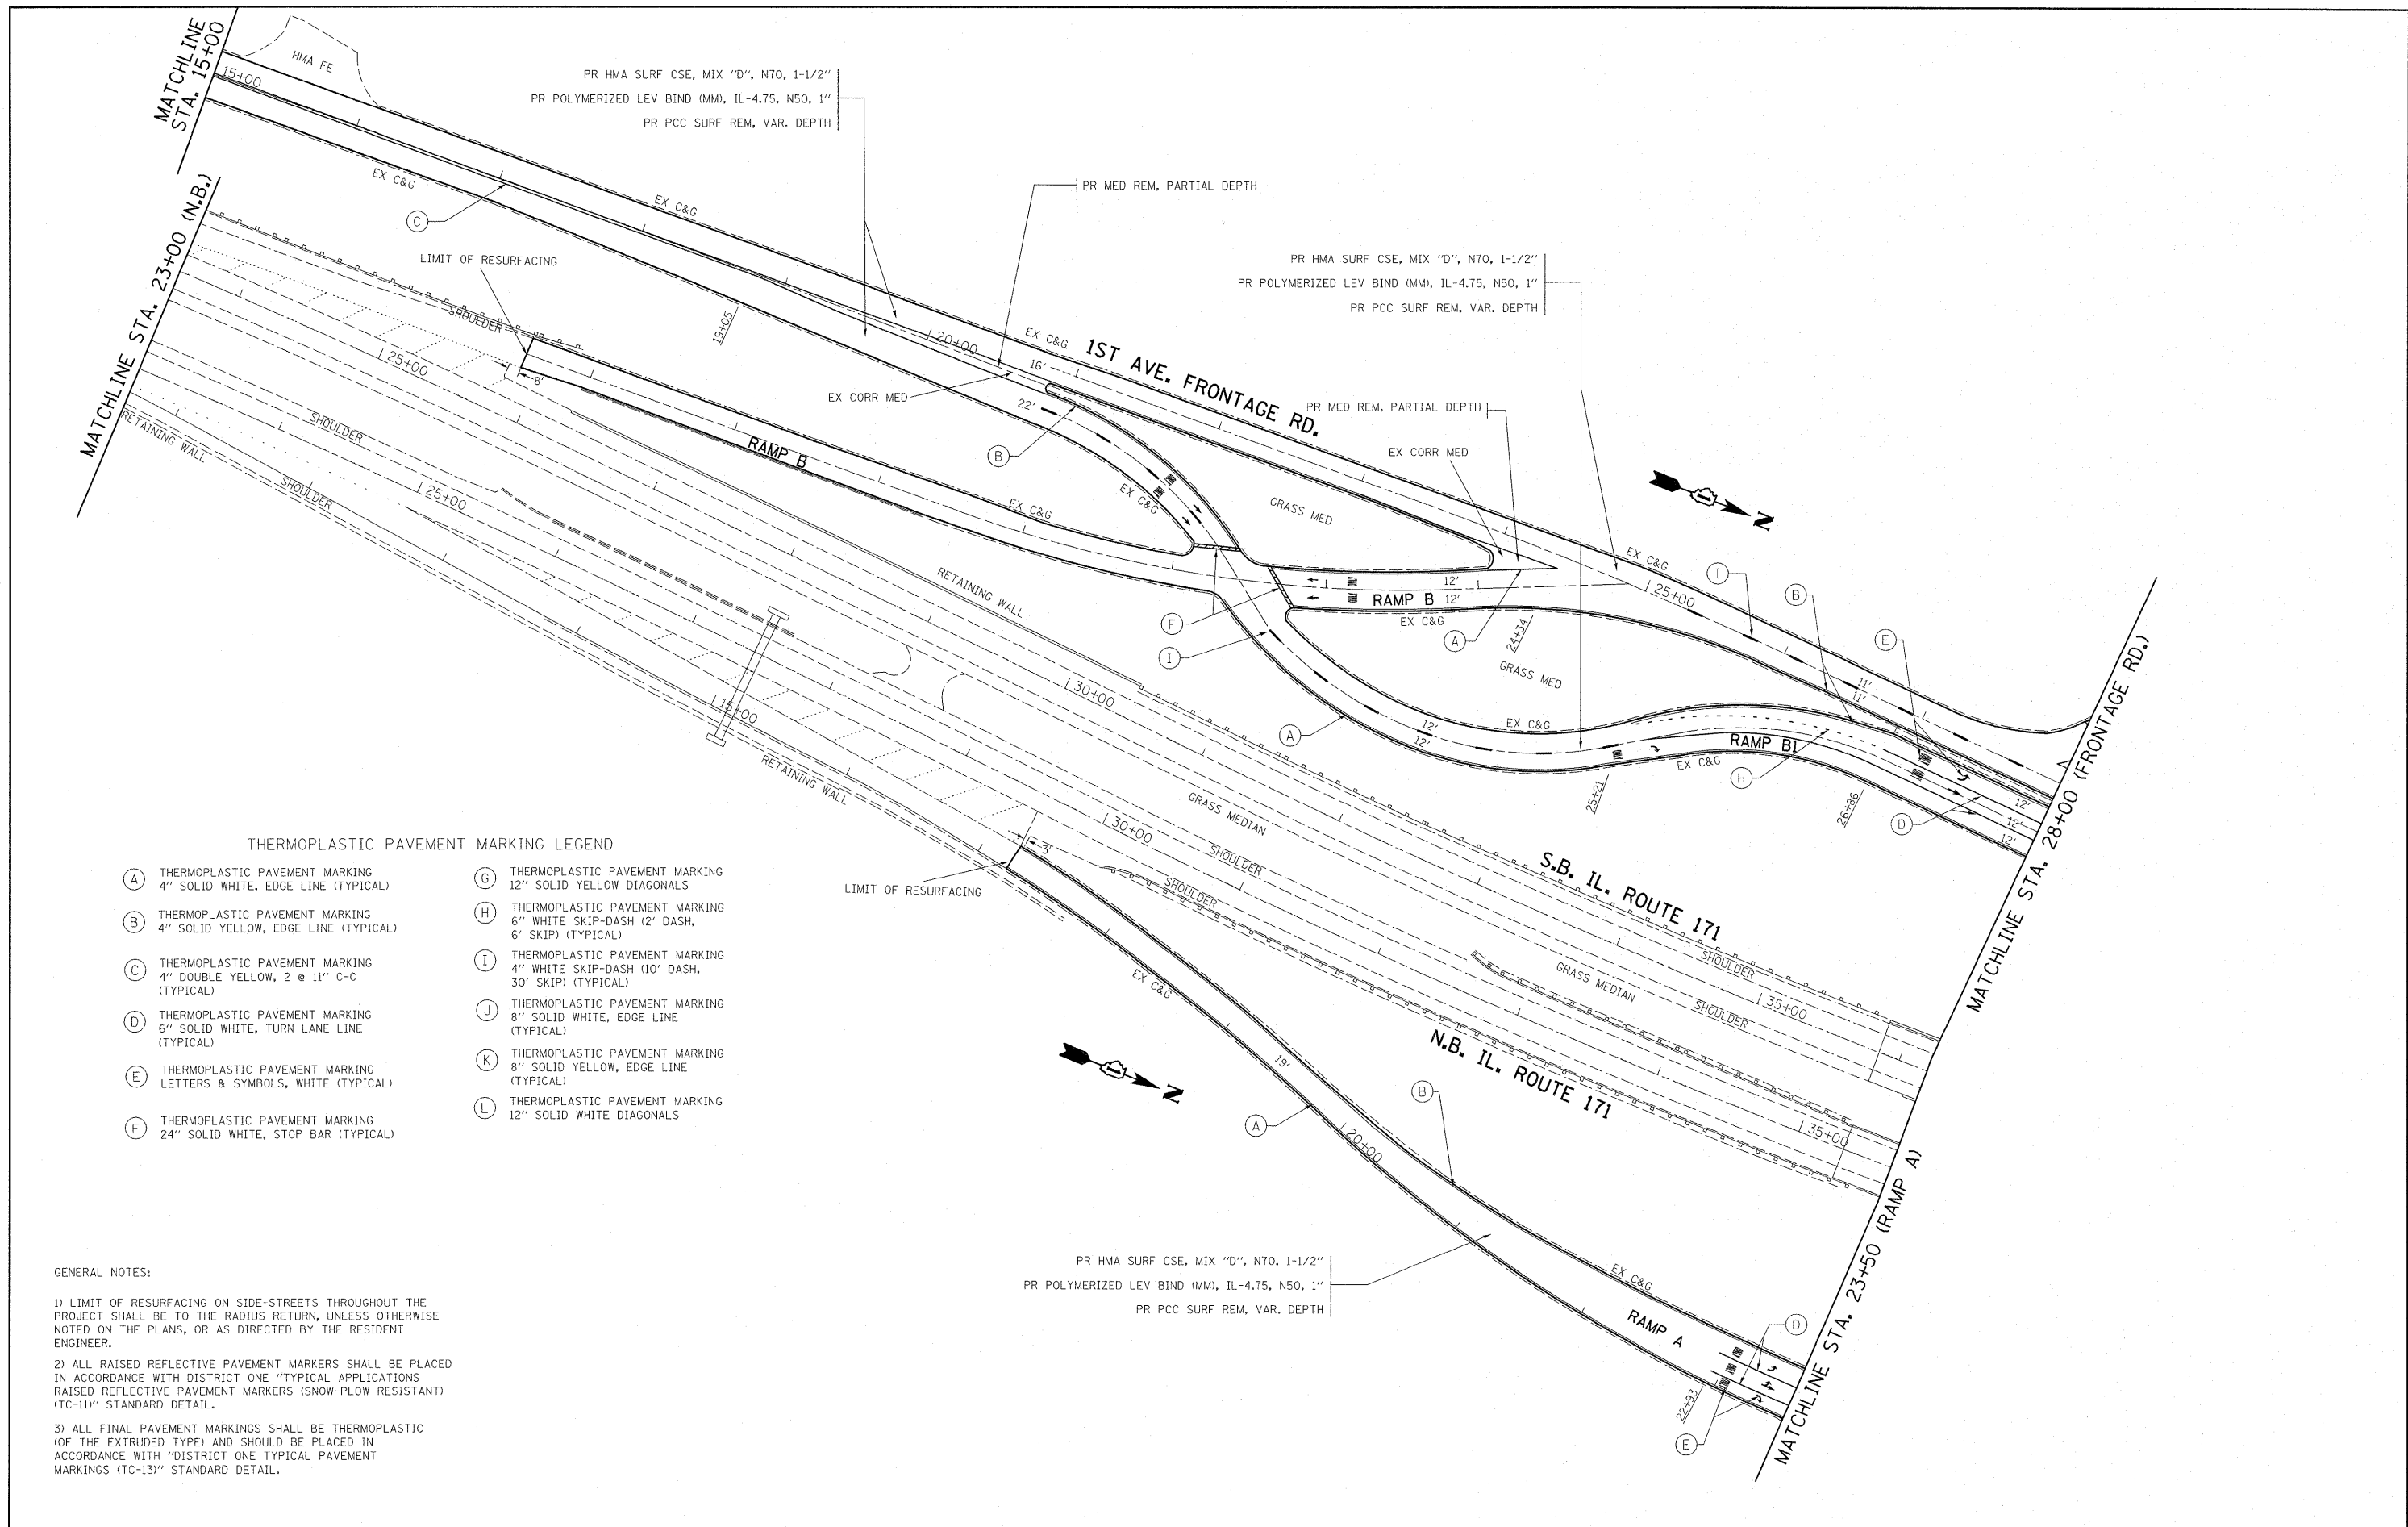 MATCHLINE
STA. 15+00
15+00
HMA FE
PR HMA SURF CSE, MIX "D", N70, 1-1/2"
PR POLYMERIZED LEV BIND (MM), IL-4.75, N50, 1"
PR PCC SURF REM, VAR. DEPTH
EX C&G
C
EX C&G
PR MED REM, PARTIAL DEPTH
MATCHLINE STA. 23+00 (N.B.)
LIMIT OF RESURFACING
SHOULDER
25+00
8'
19+05
20+00
EX C&G
16'
1ST AVE. FRONTAGE RD.
PR HMA SURF CSE, MIX "D", N70, 1-1/2"
PR POLYMERIZED LEV BIND (MM), IL-4.75, N50, 1"
PR PCC SURF REM, VAR. DEPTH
EX CORR MED
22'
PR MED REM, PARTIAL DEPTH
EX CORR MED
B
RAMP B
RETAINING WALL
SHOULDER
SHOULDER
25+00
EX C&G
EX C&G
GRASS MED
N
RETAINING WALL
EX C&G
12'
12'
RAMP B
EX C&G
25+00
I
B
E
F
I
A
24+34
GRASS MED
11'
11'
30+00
15+00
A
12'
12'
EX C&G
RAMP B1
EX C&G
H
25+21
26+86
D
12'
12'
12'
MATCHLINE STA. 28+00 (FRONTAGE RD.)
RETAINING WALL
GRASS MEDIAN
30+00
3'
LIMIT OF RESURFACING
SHOULDER
SHOULDER
S.B. IL. ROUTE 171
SHOULDER
GRASS MEDIAN
35+00
SHOULDER
N.B. IL. ROUTE 171
35+00
EX C&G
N
19'
A
20+00
B
MATCHLINE STA. 23+50 (RAMP A)
PR HMA SURF CSE, MIX "D", N70, 1-1/2"
PR POLYMERIZED LEV BIND (MM), IL-4.75, N50, 1"
PR PCC SURF REM, VAR. DEPTH
EX C&G
RAMP A
D
22+93
E
THERMOPLASTIC PAVEMENT MARKING LEGEND
A THERMOPLASTIC PAVEMENT MARKING
4" SOLID WHITE, EDGE LINE (TYPICAL)
B THERMOPLASTIC PAVEMENT MARKING
4" SOLID YELLOW, EDGE LINE (TYPICAL)
C THERMOPLASTIC PAVEMENT MARKING
4" DOUBLE YELLOW, 2 @ 11" C-C
(TYPICAL)
D THERMOPLASTIC PAVEMENT MARKING
6" SOLID WHITE, TURN LANE LINE
(TYPICAL)
E THERMOPLASTIC PAVEMENT MARKING
LETTERS & SYMBOLS, WHITE (TYPICAL)
F THERMOPLASTIC PAVEMENT MARKING
24" SOLID WHITE, STOP BAR (TYPICAL)
G THERMOPLASTIC PAVEMENT MARKING
12" SOLID YELLOW DIAGONALS
H THERMOPLASTIC PAVEMENT MARKING
6" WHITE SKIP-DASH (2' DASH,
6' SKIP) (TYPICAL)
I THERMOPLASTIC PAVEMENT MARKING
4" WHITE SKIP-DASH (10' DASH,
30' SKIP) (TYPICAL)
J THERMOPLASTIC PAVEMENT MARKING
8" SOLID WHITE, EDGE LINE
(TYPICAL)
K THERMOPLASTIC PAVEMENT MARKING
8" SOLID YELLOW, EDGE LINE
(TYPICAL)
L THERMOPLASTIC PAVEMENT MARKING
12" SOLID WHITE DIAGONALS
GENERAL NOTES:
1) LIMIT OF RESURFACING ON SIDE-STREETS THROUGHOUT THE
PROJECT SHALL BE TO THE RADIUS RETURN, UNLESS OTHERWISE
NOTED ON THE PLANS, OR AS DIRECTED BY THE RESIDENT
ENGINEER.
2) ALL RAISED REFLECTIVE PAVEMENT MARKERS SHALL BE PLACED
IN ACCORDANCE WITH DISTRICT ONE "TYPICAL APPLICATIONS
RAISED REFLECTIVE PAVEMENT MARKERS (SNOW-PLOW RESISTANT)
(TC-11)" STANDARD DETAIL.
3) ALL FINAL PAVEMENT MARKINGS SHALL BE THERMOPLASTIC
(OF THE EXTRUDED TYPE) AND SHOULD BE PLACED IN
ACCORDANCE WITH "DISTRICT ONE TYPICAL PAVEMENT
MARKINGS (TC-13)" STANDARD DETAIL.